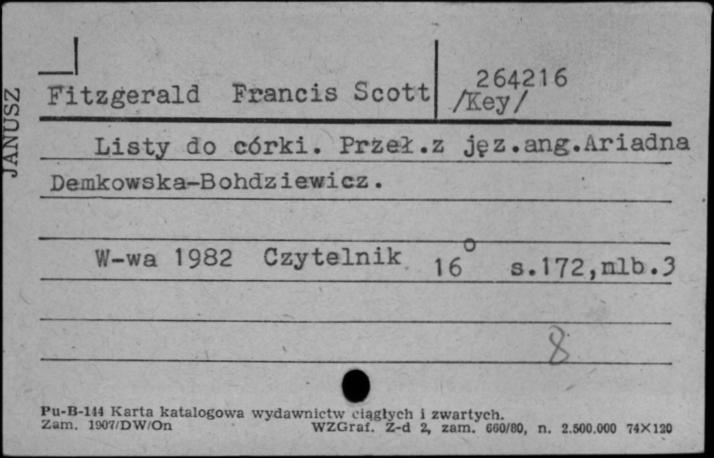 264216
Fitzgerald Francis Scott /Key/
Listy do córki. Przeł.z jęz.ang.Ariadna
Demkowska-Bohdziewicz.
W-wa 1982 Czytelnik 16° s.172,nlb.3
8
Pu-B-144 Karta katalogowa wydawnictw ciągłych i zwartych.
Zam. 1907/DW/On WZGraf. Z-d 2, zam. 660/80, n. 2.500.000 74×120
JANUSZ